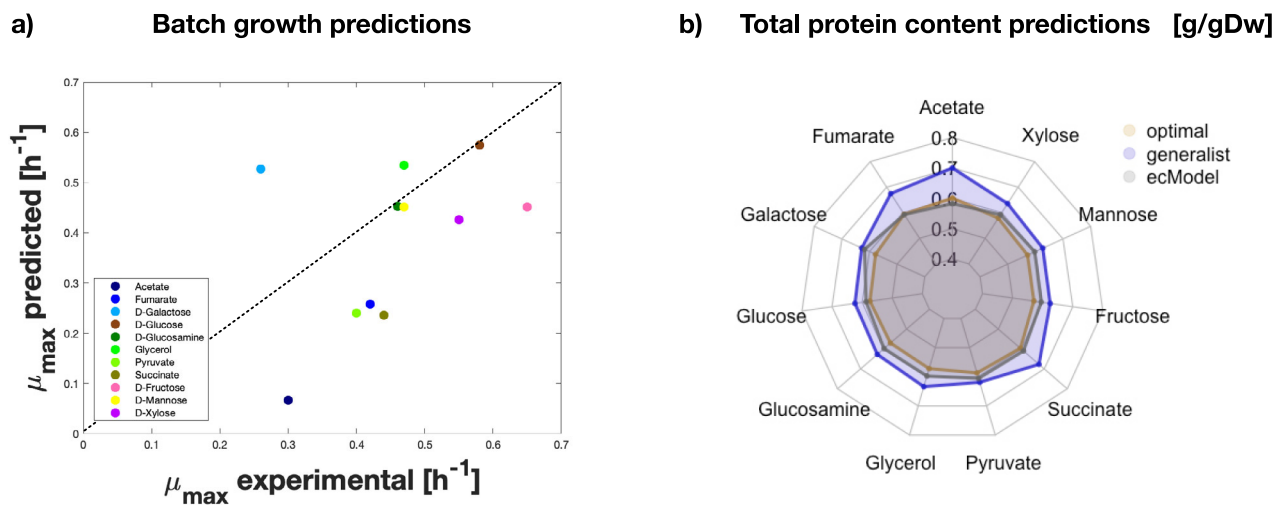 a) Batch growth predictions
b) Total protein content predictions [g/gDw]
μmax predicted [h-1]
0.7
0.6
0.5
0.4
0.3
0.2
0.1
0
Acetate
Fumarate
D-Galactose
D-Glucose
D-Glucosamine
Glycerol
Pyruvate
Succinate
D-Fructose
D-Mannose
D-Xylose
0 0.1 0.2 0.3 0.4 0.5 0.6 0.7
μmax experimental [h-1]
Acetate
Xylose
Mannose
Fructose
Succinate
Pyruvate
Glycerol
Glucosamine
Glucose
Galactose
Fumarate
0.8
0.7
0.6
0.5
0.4
optimal
generalist
ecModel